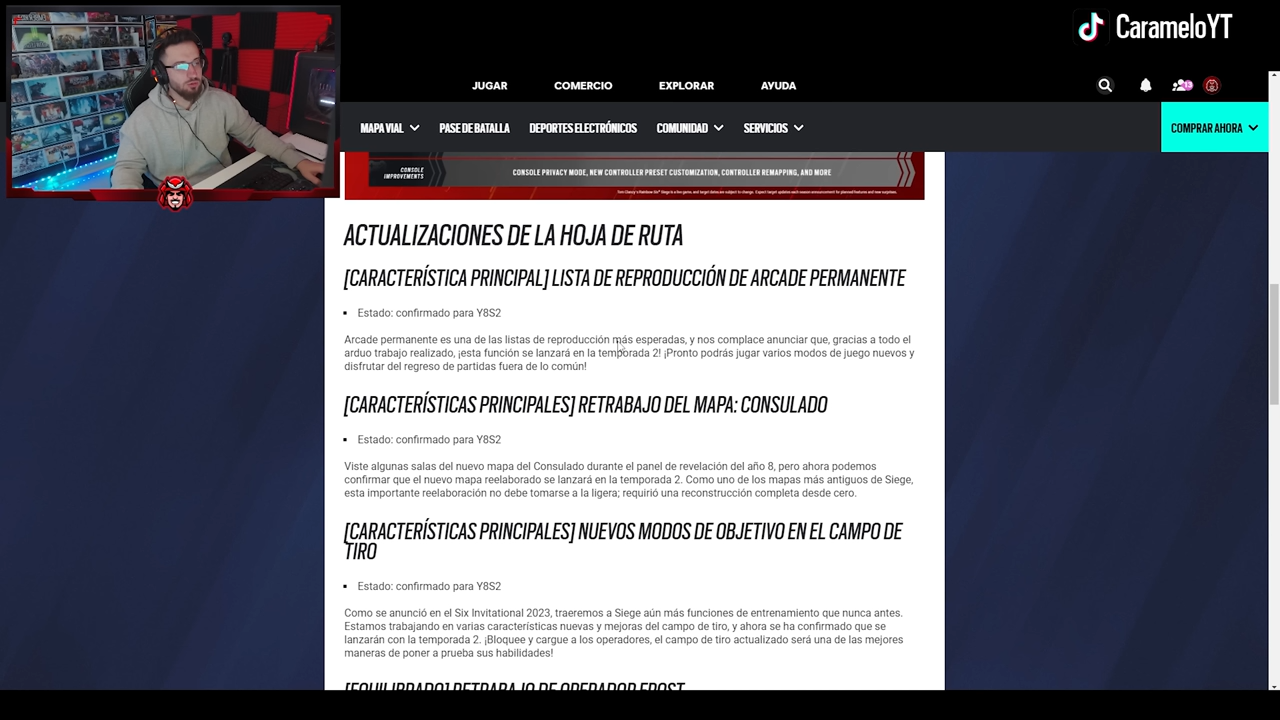 CarameloYT
JUGAR COMERCIO EXPLORAR AYUDA
MAPA VIAL PASE DE BATALLA DEPORTES ELECTRÓNICOS COMUNIDAD SERVICIOS COMPRAR AHORA
CONSOLE IMPROVEMENTS
CONSOLE PRIVACY MODE, NEW CONTROLLER PRESET CUSTOMIZATION, CONTROLLER REMAPPING, AND MORE
ACTUALIZACIONES DE LA HOJA DE RUTA
[CARACTERÍSTICA PRINCIPAL] LISTA DE REPRODUCCIÓN DE ARCADE PERMANENTE
Estado: confirmado para Y8S2
Arcade permanente es una de las listas de reproducción más esperadas, y nos complace anunciar que, gracias a todo el
arduo trabajo realizado, ¡esta función se lanzará en la temporada 2! ¡Pronto podrás jugar varios modos de juego nuevos y
disfrutar del regreso de partidas fuera de lo común!
[CARACTERÍSTICAS PRINCIPALES] RETRABAJO DEL MAPA: CONSULADO
Estado: confirmado para Y8S2
Viste algunas salas del nuevo mapa del Consulado durante el panel de revelación del año 8, pero ahora podemos
confirmar que el nuevo mapa reelaborado se lanzará en la temporada 2. Como uno de los mapas más antiguos de Siege,
esta importante reelaboración no debe tomarse a la ligera; requirió una reconstrucción completa desde cero.
[CARACTERÍSTICAS PRINCIPALES] NUEVOS MODOS DE OBJETIVO EN EL CAMPO DE
TIRO
Estado: confirmado para Y8S2
Como se anunció en el Six Invitational 2023, traeremos a Siege aún más funciones de entrenamiento que nunca antes.
Estamos trabajando en varias características nuevas y mejoras del campo de tiro, y ahora se ha confirmado que se
lanzarán con la temporada 2. ¡Bloquee y cargue a los operadores, el campo de tiro actualizado será una de las mejores
maneras de poner a prueba sus habilidades!
[EQUILIBRADO] RETRABAJO DE OPERADOR FROST